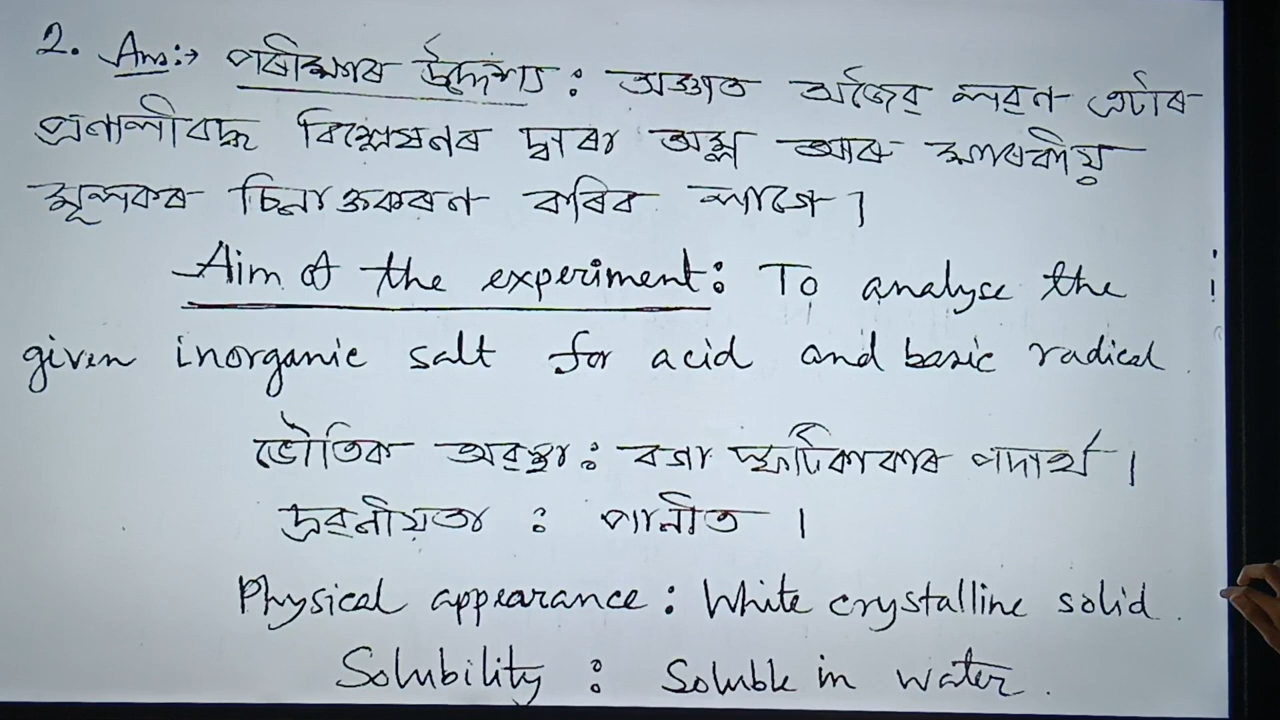 2. Ans:→ পৰীক্ষাৰ উদ্দেশ্য : অজ্ঞাত অজৈৱ লৱণ এটাৰ
প্ৰণালীবদ্ধ বিশ্লেষনৰ দ্বাৰা অম্ল আৰু ক্ষাৰকীয়
মূলকৰ চিনাক্তকৰণ কৰিব লাগে।
Aim of the experiment: To analyse the
given inorganic salt for acid and basic radical.
ভৌতিক অৱস্থা : বগা স্ফটিকাকাৰ পদাৰ্থ।
দ্ৰৱনীয়তা : পানীত।
Physical appearance : White crystalline solid.
Solubility : Soluble in water.